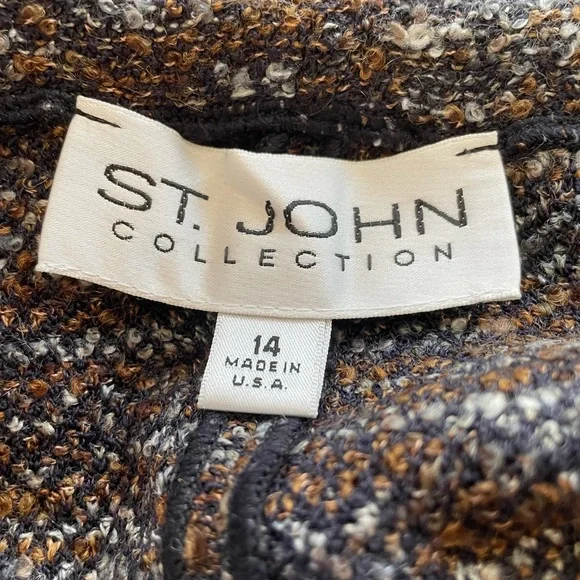 ST. JOHN
COLLECTION
14
MADE IN
U.S.A.